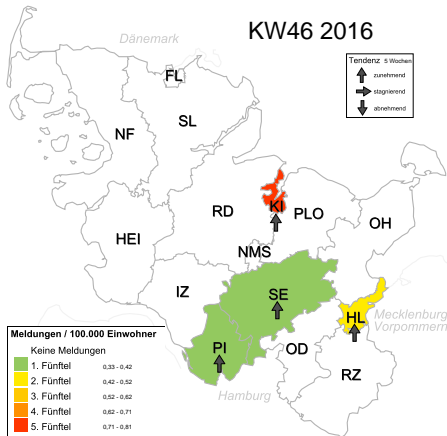 KW46 2016
Dänemark
Tendenz 5 Wochen
zunehmend
stagnierend
abnehmend
FL
SL
NF
RD
KI
PLO
OH
HEI
NMS
IZ
SE
HL
Mecklenburg
Vorpommern
PI
OD
RZ
Hamburg
Meldungen / 100.000 Einwohner
Keine Meldungen
1. Fünftel 0,33 - 0,42
2. Fünftel 0,42 - 0,52
3. Fünftel 0,52 - 0,62
4. Fünftel 0,62 - 0,71
5. Fünftel 0,71 - 0,81